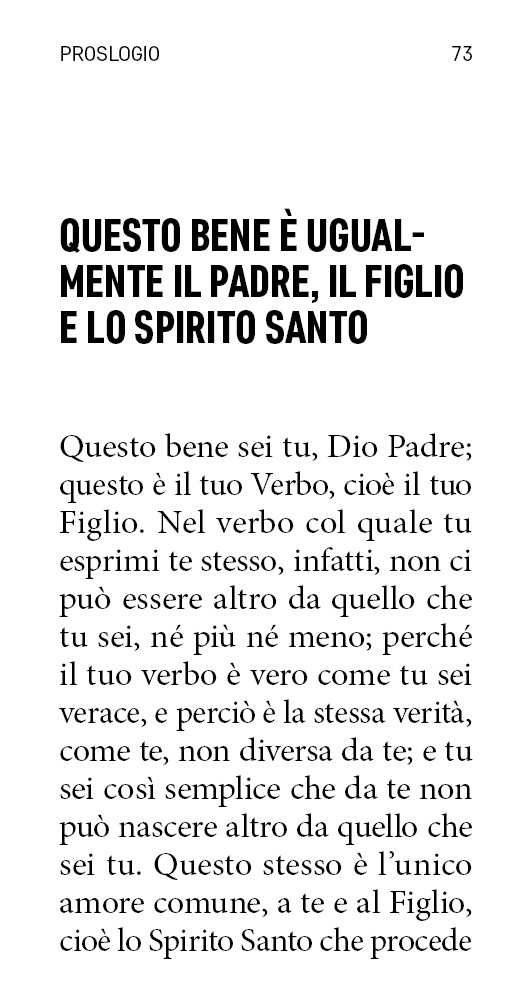 PROSLOGIO 73
QUESTO BENE È UGUAL-
MENTE IL PADRE, IL FIGLIO
E LO SPIRITO SANTO
Questo bene sei tu, Dio Padre;
questo è il tuo Verbo, cioè il tuo
Figlio. Nel verbo col quale tu
esprimi te stesso, infatti, non ci
può essere altro da quello che
tu sei, né più né meno; perché
il tuo verbo è vero come tu sei
verace, e perciò è la stessa verità,
come te, non diversa da te; e tu
sei così semplice che da te non
può nascere altro da quello che
sei tu. Questo stesso è l’unico
amore comune, a te e al Figlio,
cioè lo Spirito Santo che procede